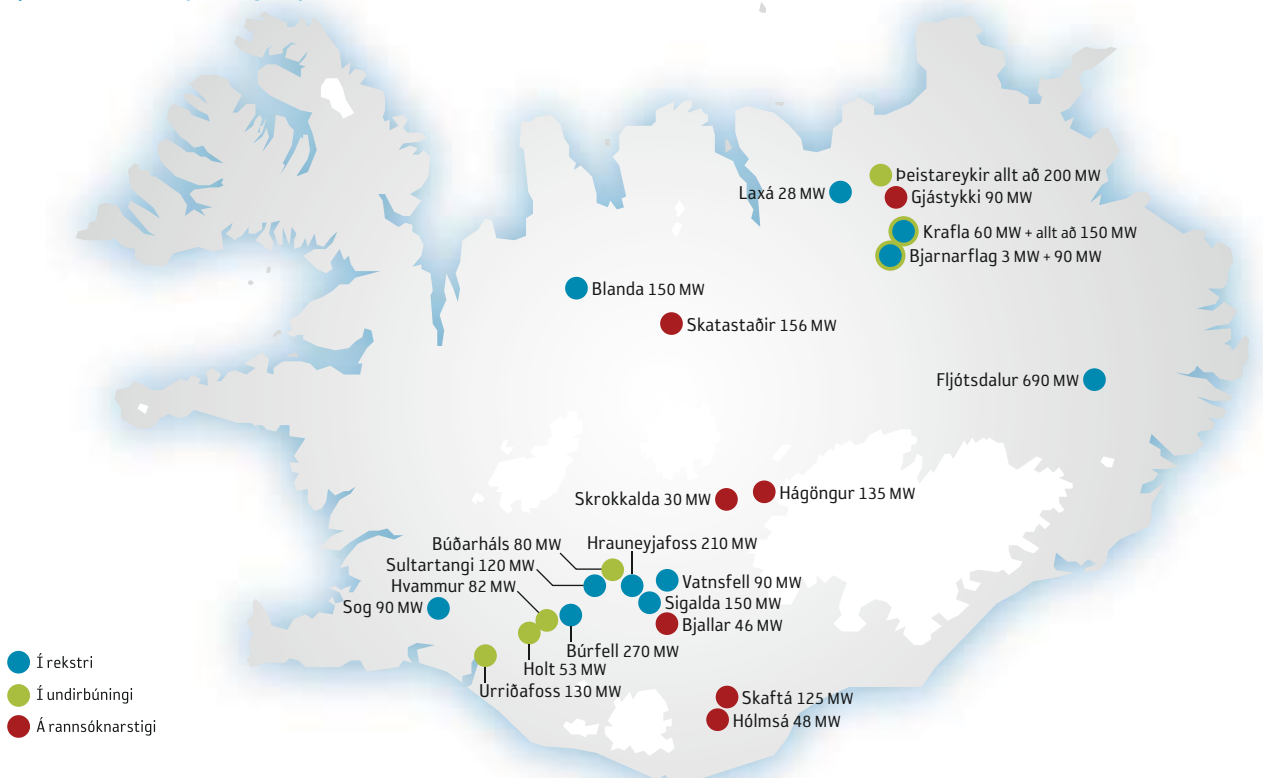 Þeistareykir allt að 200 MW
Laxá 28 MW
Gjástykki 90 MW
Krafla 60 MW + allt að 150 MW
Bjarnarflag 3 MW + 90 MW
Blanda 150 MW
Skatastaðir 156 MW
Fljótsdalur 690 MW
Skrokkalda 30 MW
Hágöngur 135 MW
Búðarháls 80 MW
Hrauneyjafoss 210 MW
Sultartangi 120 MW
Hvammur 82 MW
Vatnsfell 90 MW
Sog 90 MW
Sigalda 150 MW
Bjallar 46 MW
Búrfell 270 MW
Holt 53 MW
Urriðafoss 130 MW
Skaftá 125 MW
Hólmsá 48 MW
Í rekstri
Í undirbúningi
Á rannsóknarstigi